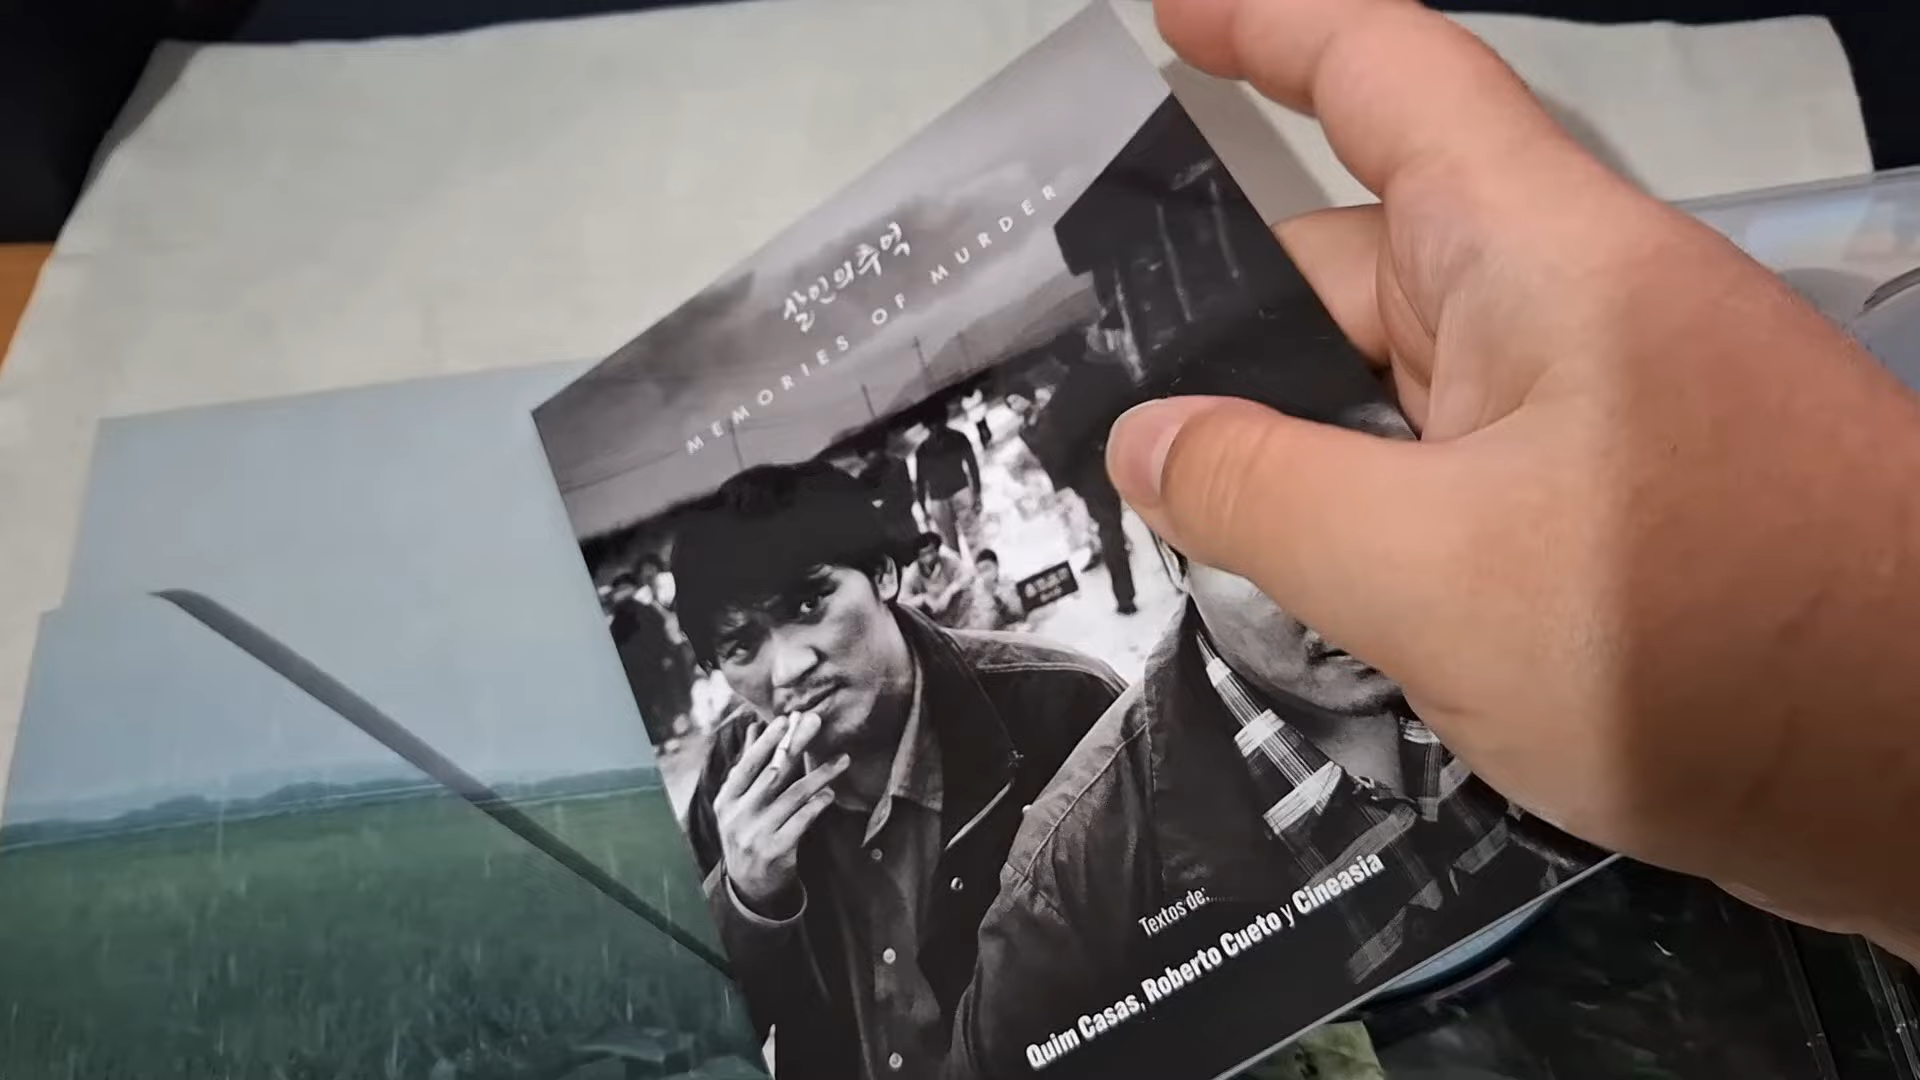 살인의추억
MEMORIES OF MURDER
Textos de:
Quim Casas, Roberto Cueto y Cineasia